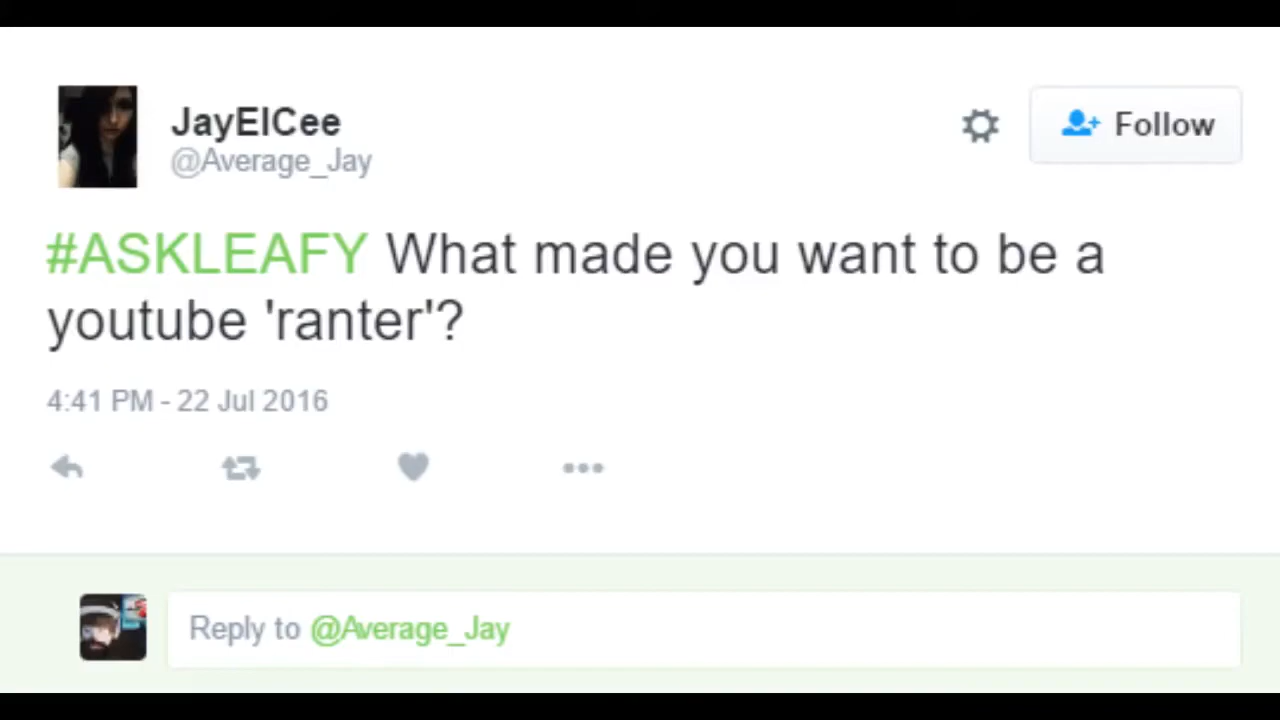 JayElCee
@Average_Jay
Follow
#ASKLEAFY What made you want to be a
youtube 'ranter'?
4:41 PM - 22 Jul 2016
Reply to @Average_Jay